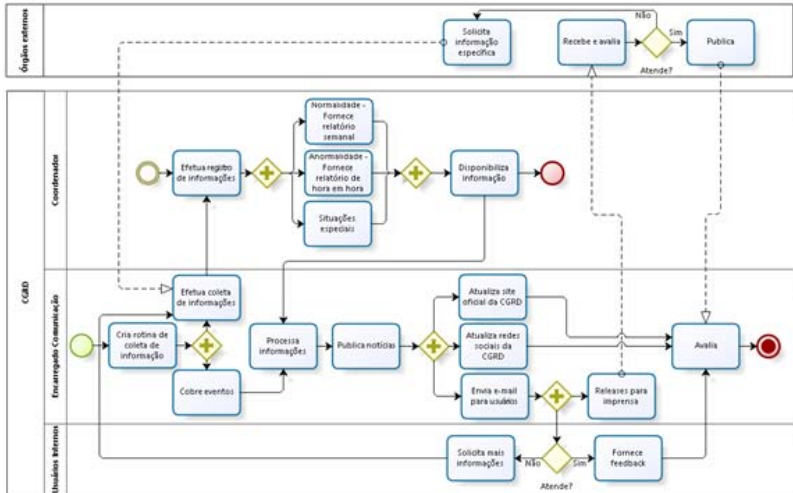 Órgãos externos
Solicita
informação
específica
Recebe e avalia
Não
Atende?
Sim
Publica
CGRD
Coordenador
Efetua registro
de informações
Normalidade -
Fornece
relatório
semanal
Anormalidade -
Fornece
relatório de
hora em hora
Situações
especiais
Disponibiliza
informação
Encarregado Comunicação
Efetua coleta
de informações
Cria rotina de
coleta de
informação
Cobre eventos
Processa
informações
Publica notícias
Atualiza site
oficial da CGRD
Atualiza redes
sociais da
CGRD
Envia e-mail
para usuários
Releases para
imprensa
Avalia
Usuários Internos
Solicita mais
informações
Não
Sim
Atende?
Fornece
feedback